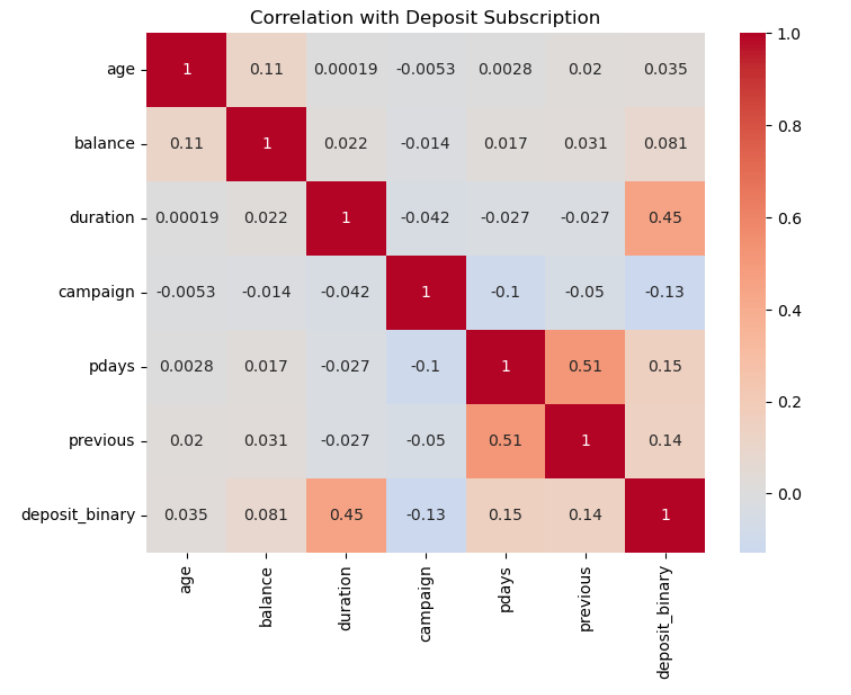 Correlation with Deposit Subscription
age 1 0.11 0.00019 -0.0053 0.0028 0.02 0.035
balance 0.11 1 0.022 -0.014 0.017 0.031 0.081
duration 0.00019 0.022 1 -0.042 -0.027 -0.027 0.45
campaign -0.0053 -0.014 -0.042 1 -0.1 -0.05 -0.13
pdays 0.0028 0.017 -0.027 -0.1 1 0.51 0.15
previous 0.02 0.031 -0.027 -0.05 0.51 1 0.14
deposit_binary 0.035 0.081 0.45 -0.13 0.15 0.14 1
age balance duration campaign pdays previous deposit_binary
1.0
0.8
0.6
0.4
0.2
0.0